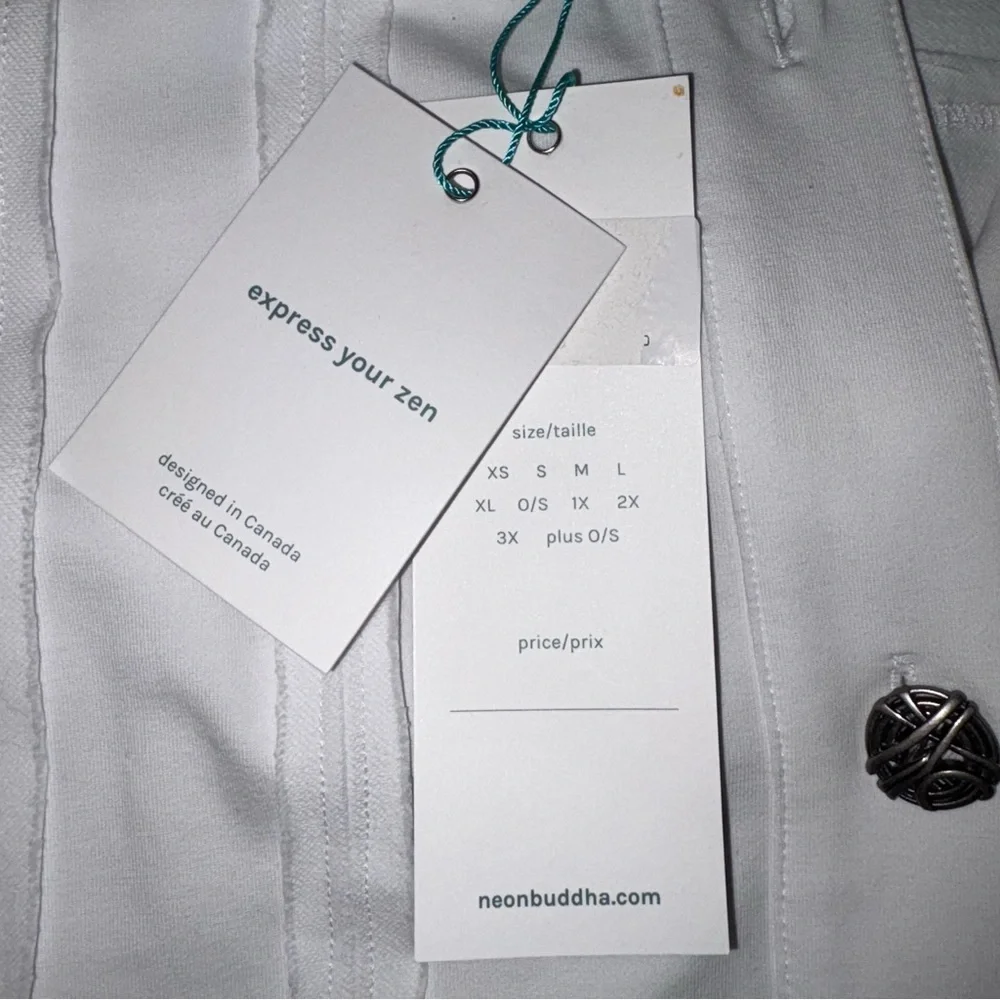 express your zen
designed in Canada
créé au Canada
size/taille
XS S M L
XL O/S 1X 2X
3X plus O/S
price/prix
neonbuddha.com